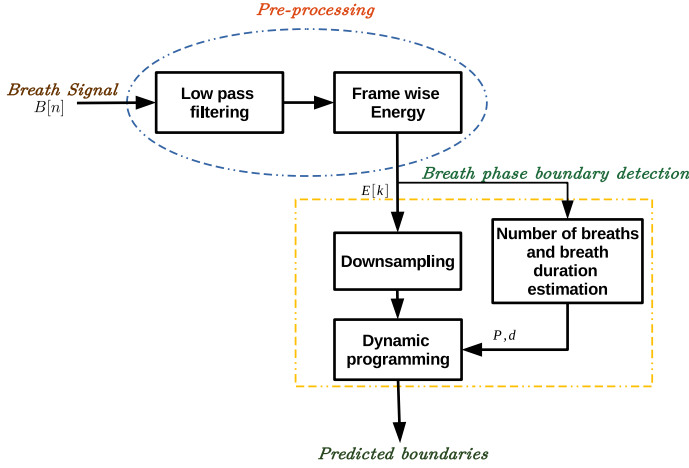 Pre-processing
Breath Signal
B[n]
Low pass
filtering
Frame wise
Energy
E[k]
Breath phase boundary detection
Downsampling
Number of breaths
and breath
duration
estimation
Dynamic
programming
P,d
Predicted boundaries